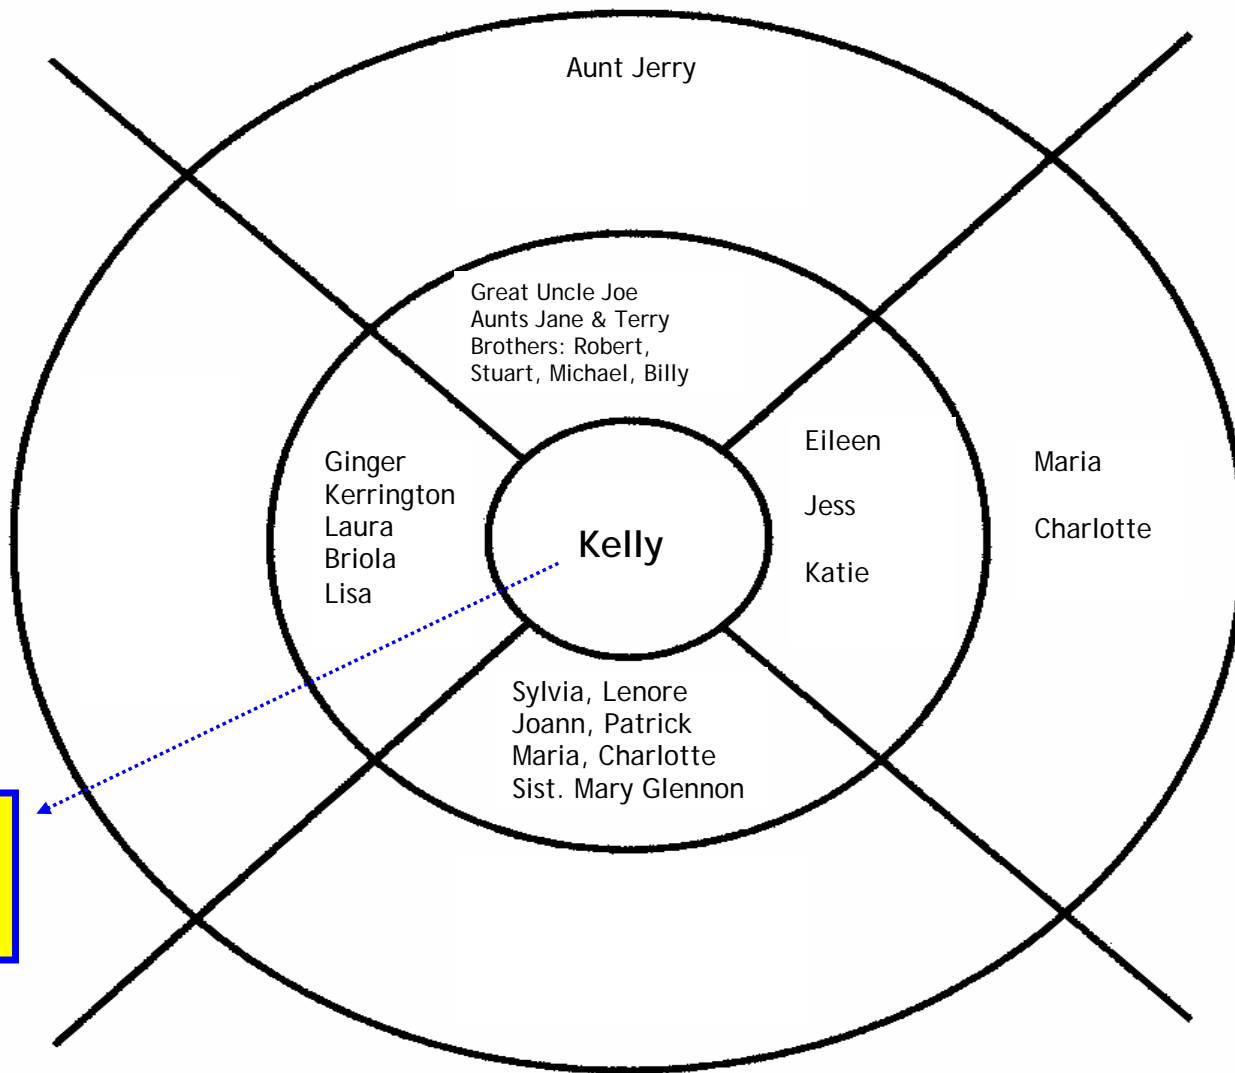 Aunt Jerry
Great Uncle Joe
Aunts Jane & Terry
Brothers: Robert,
Stuart, Michael, Billy
Ginger
Kerrington
Laura
Briola
Lisa
Kelly
Eileen
Jess
Katie
Maria
Charlotte
Sylvia, Lenore
Joann, Patrick
Maria, Charlotte
Sist. Mary Glennon